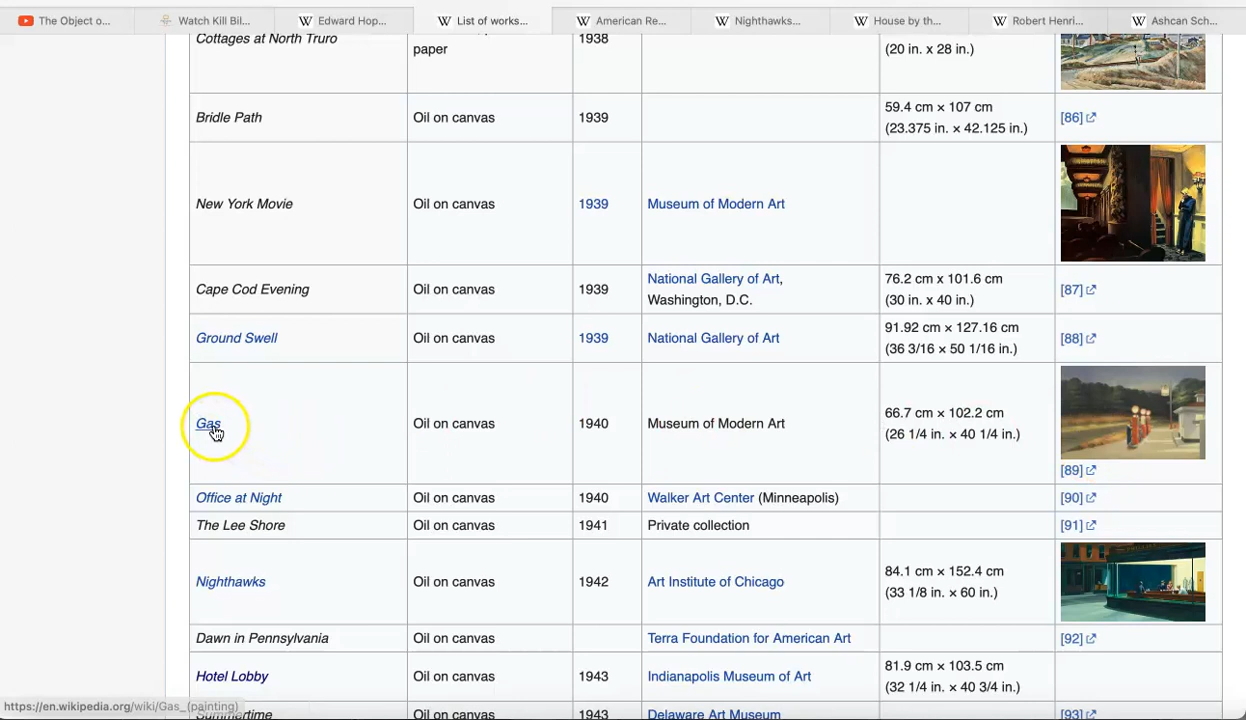 The Object o...
Watch Kill Bil...
Edward Hop...
List of works...
American Re...
Nighthawks...
House by th...
Robert Henri...
Ashcan Sch...
Cottages at North Truro
paper
1938
(20 in. x 28 in.)
Bridle Path
Oil on canvas
1939
59.4 cm × 107 cm
(23.375 in. × 42.125 in.)
[86]
New York Movie
Oil on canvas
1939
Museum of Modern Art
Cape Cod Evening
Oil on canvas
1939
National Gallery of Art,
Washington, D.C.
76.2 cm x 101.6 cm
(30 in. x 40 in.)
[87]
Ground Swell
Oil on canvas
1939
National Gallery of Art
91.92 cm × 127.16 cm
(36 3/16 × 50 1/16 in.)
[88]
Gas
Oil on canvas
1940
Museum of Modern Art
66.7 cm × 102.2 cm
(26 1/4 in. × 40 1/4 in.)
[89]
Office at Night
Oil on canvas
1940
Walker Art Center (Minneapolis)
[90]
The Lee Shore
Oil on canvas
1941
Private collection
[91]
Nighthawks
Oil on canvas
1942
Art Institute of Chicago
84.1 cm × 152.4 cm
(33 1/8 in. × 60 in.)
Dawn in Pennsylvania
Oil on canvas
Terra Foundation for American Art
[92]
Hotel Lobby
Oil on canvas
1943
Indianapolis Museum of Art
81.9 cm × 103.5 cm
(32 1/4 in. × 40 3/4 in.)
https://en.wikipedia.org/wiki/Gas_(painting)
Summertime
Oil on canvas
1943
Delaware Art Museum
[93]